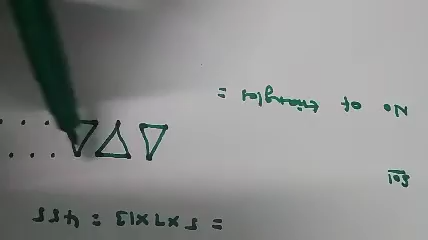 = 5×7×13 = 455
Sol
No of triangles =